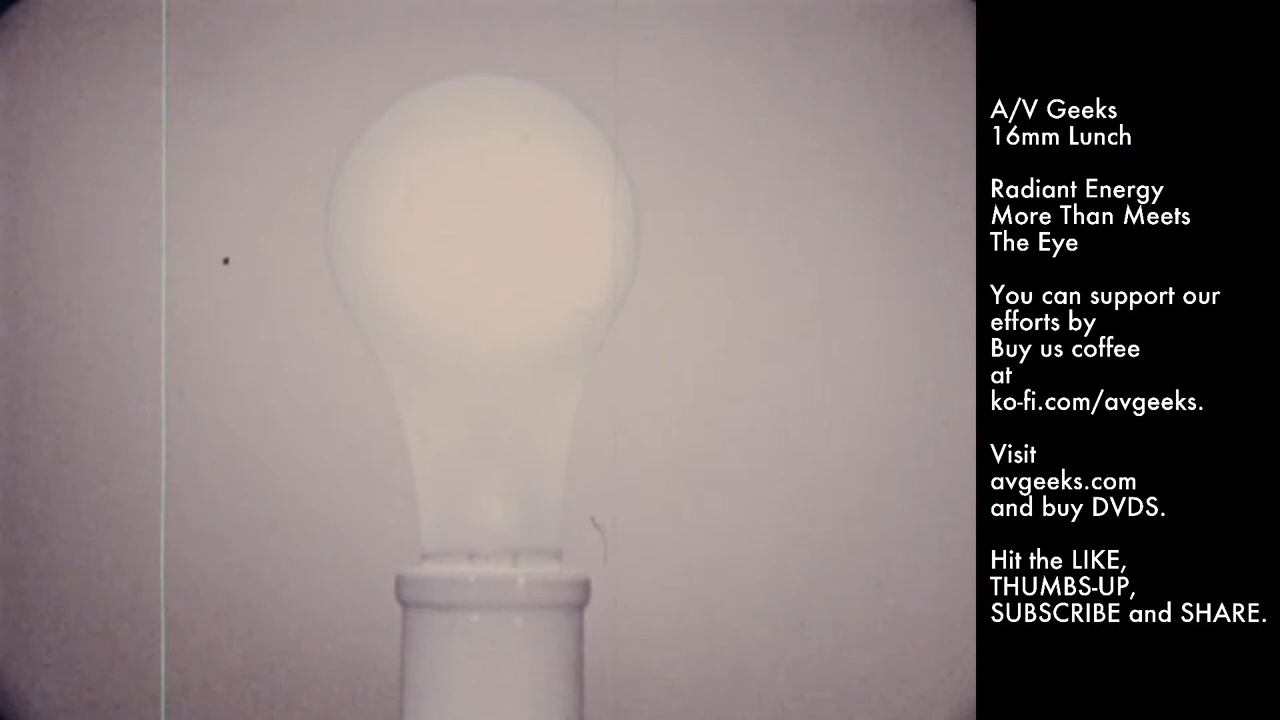 A/V Geeks
16mm Lunch
Radiant Energy
More Than Meets
The Eye
You can support our
efforts by
Buy us coffee
at
ko-fi.com/avgeeks.
Visit
avgeeks.com
and buy DVDS.
Hit the LIKE,
THUMBS-UP,
SUBSCRIBE and SHARE.